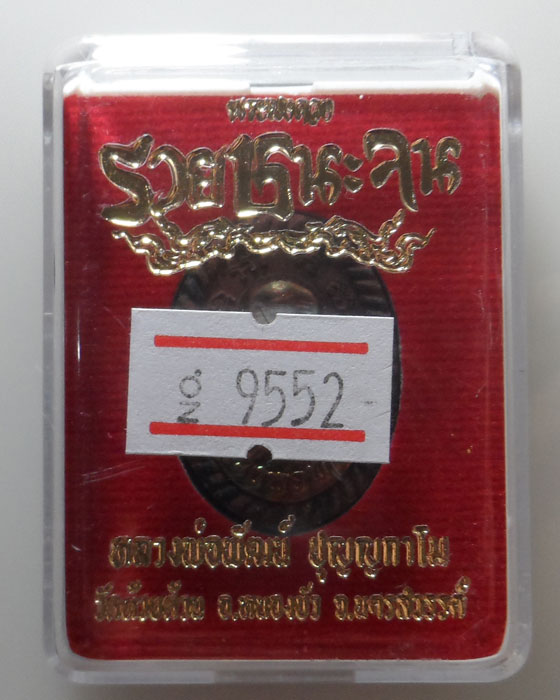 รวยชนะจน
NO. 9552
หลวงพ่อพัฒน์ ปุญญกาโม
วัดห้วยด้วน อ.หนองบัว จ.นครสวรรค์